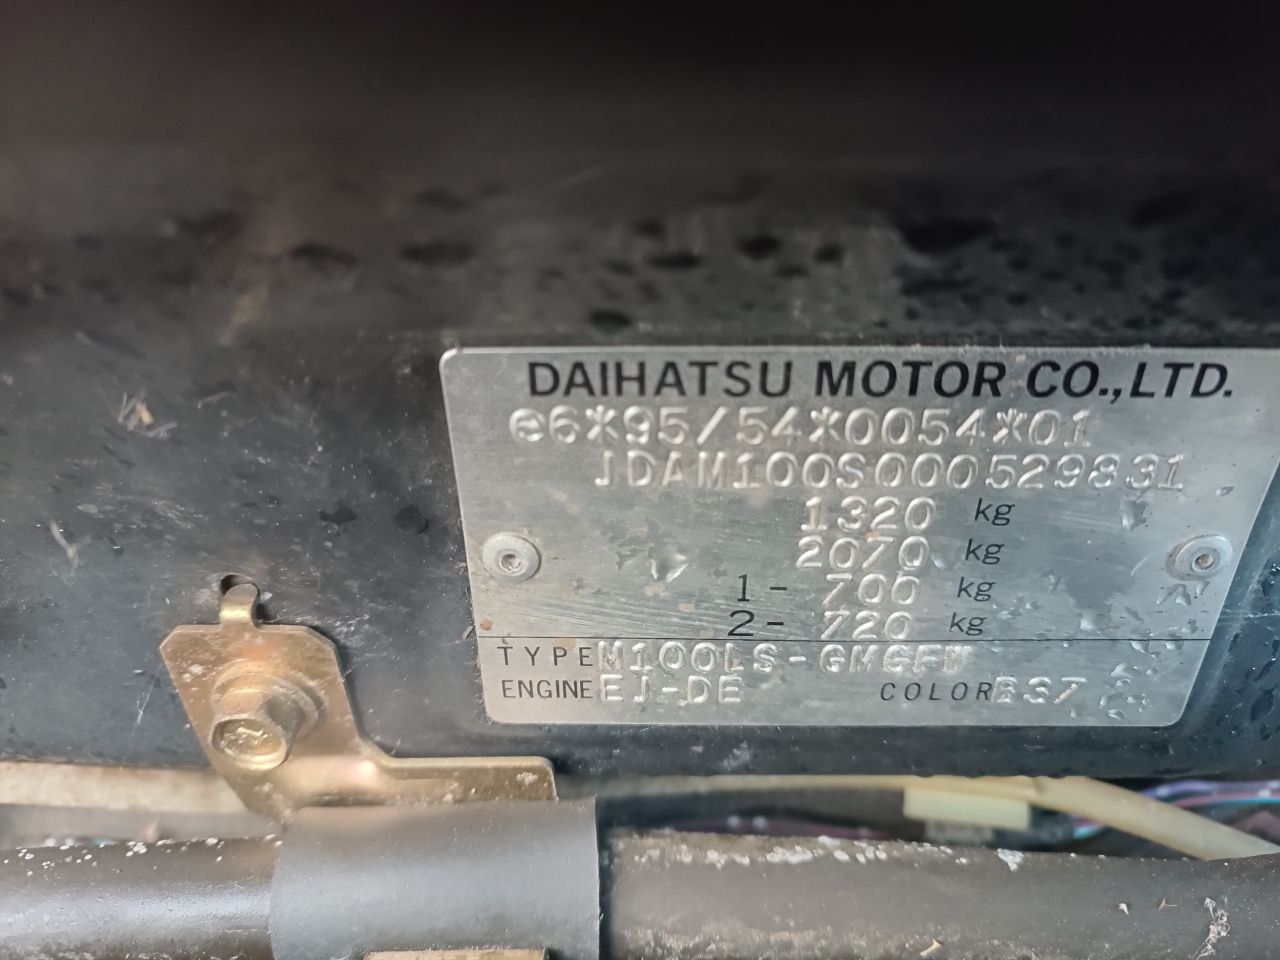 DAIHATSU MOTOR CO.,LTD.
e6*95/54*0054*01
JDAM100S000529831
1320 kg
2070 kg
1- 700 kg
2- 720 kg
TYPE M100LS-GMGFW
ENGINE EJ-DE COLOR B37